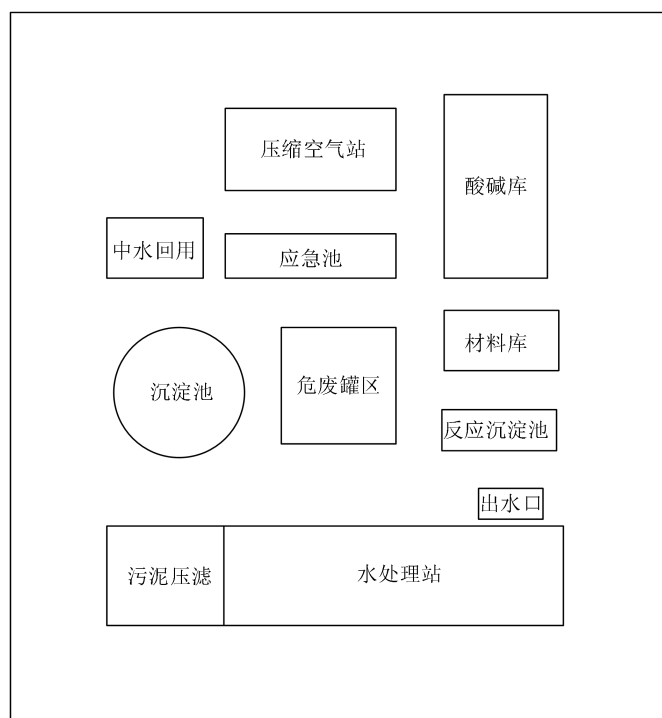 压缩空气站
酸碱库
中水回用
应急池
材料库
沉淀池
危废罐区
反应沉淀池
出水口
污泥压滤
水处理站